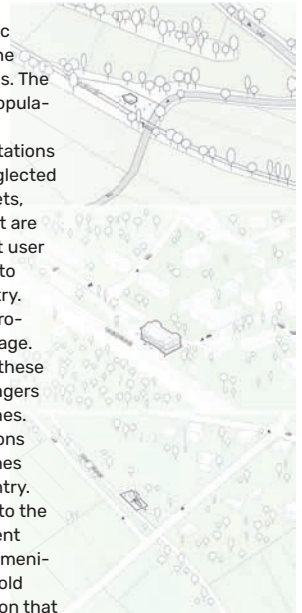 c
he
s. The
opula-
tations
glected
ets,
t are
t user
to
try.
ro-
age.
these
ngers
nes.
ons
nes
ntry.
to the
ent
meni-
old
on that